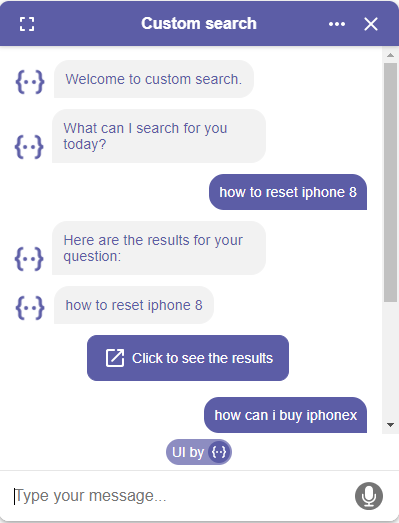 Custom search
Welcome to custom search.
What can I search for you
today?
how to reset iphone 8
Here are the results for your
question:
how to reset iphone 8
Click to see the results
how can i buy iphonex
UI by {··}
Type your message...